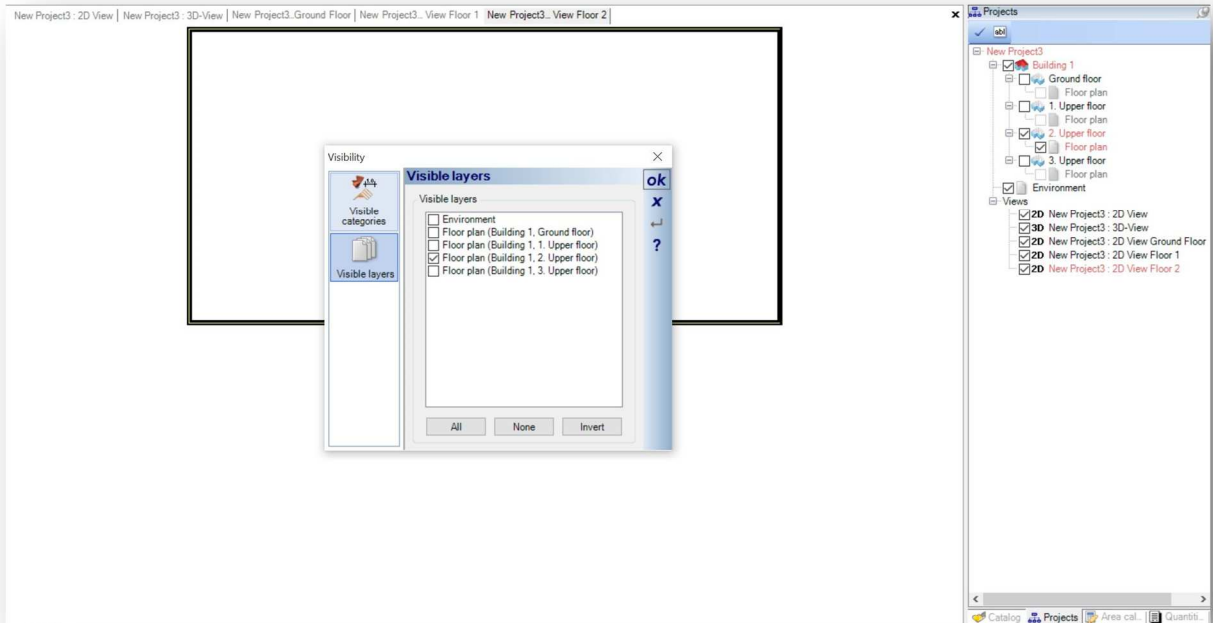 New Project3 : 2D View | New Project3 : 3D-View | New Project3..Ground Floor | New Project3... View Floor 1 New Project3... View Floor 2
Visibility
Visible categories
Visible layers
Visible layers
Visible layers
Environment
Floor plan (Building 1, Ground floor)
Floor plan (Building 1, 1. Upper floor)
Floor plan (Building 1, 2. Upper floor)
Floor plan (Building 1, 3. Upper floor)
All None Invert
ok
x
?
Projects
abl
New Project3
Building 1
Ground floor
Floor plan
1. Upper floor
Floor plan
2. Upper floor
Floor plan
3. Upper floor
Floor plan
Environment
Views
2D New Project3 : 2D View
3D New Project3 : 3D-View
2D New Project3 : 2D View Ground Floor
2D New Project3 : 2D View Floor 1
2D New Project3 : 2D View Floor 2
Catalog Projects Area cal... Quantiti...